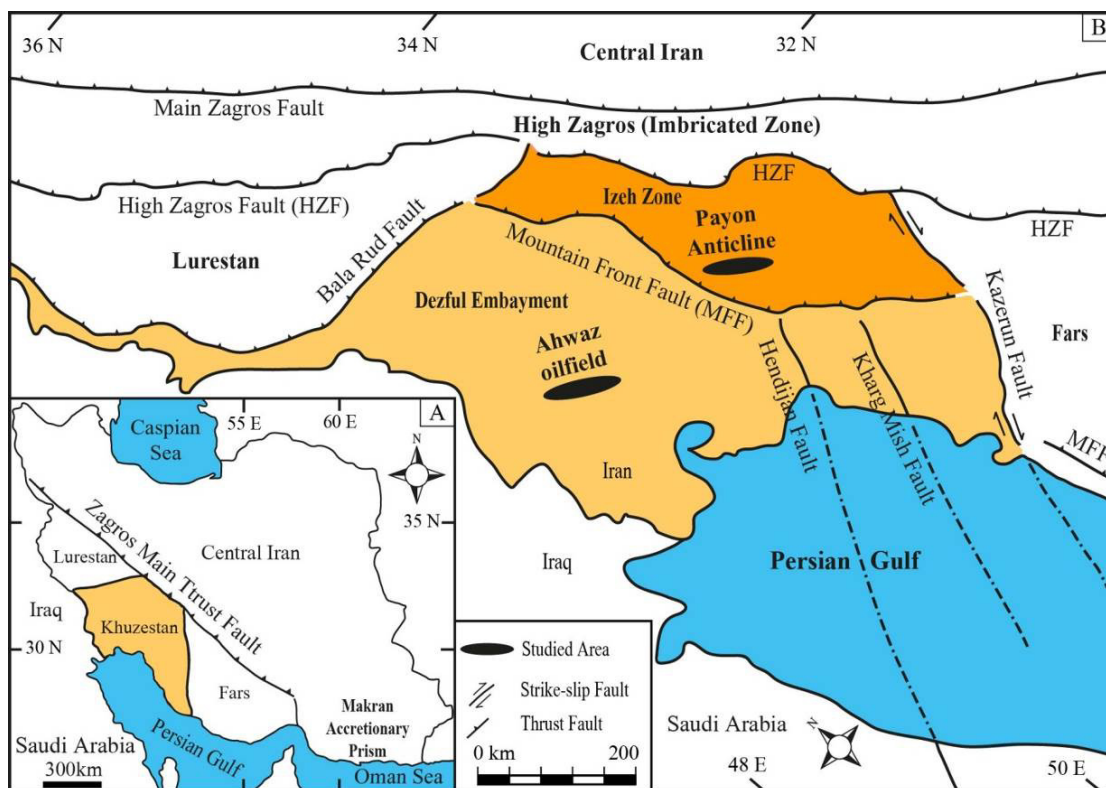 36 N
34 N
32 N
B
Central Iran
Main Zagros Fault
High Zagros (Imbricated Zone)
HZF
Izeh Zone
High Zagros Fault (HZF)
Payon
Anticline
HZF
Bala Rud Fault
Lurestan
Mountain Front Fault (MFF)
Dezful Embayment
Kazerun Fault
Fars
Ahwaz
oilfield
Hendijan Fault
Kharg Mish Fault
MFF
Iran
Iraq
Persian Gulf
Saudi Arabia
N
48 E
50 E
A
Caspian
Sea
55 E
60 E
N
35 N
Zagros Main Ttrust Fault
Central Iran
Lurestan
Iraq
Khuzestan
30 N
Fars
Makran
Accretionary
Prism
Persian Gulf
Saudi Arabia
300km
Oman Sea
Studied Area
Strike-slip Fault
Thrust Fault
0 km
200